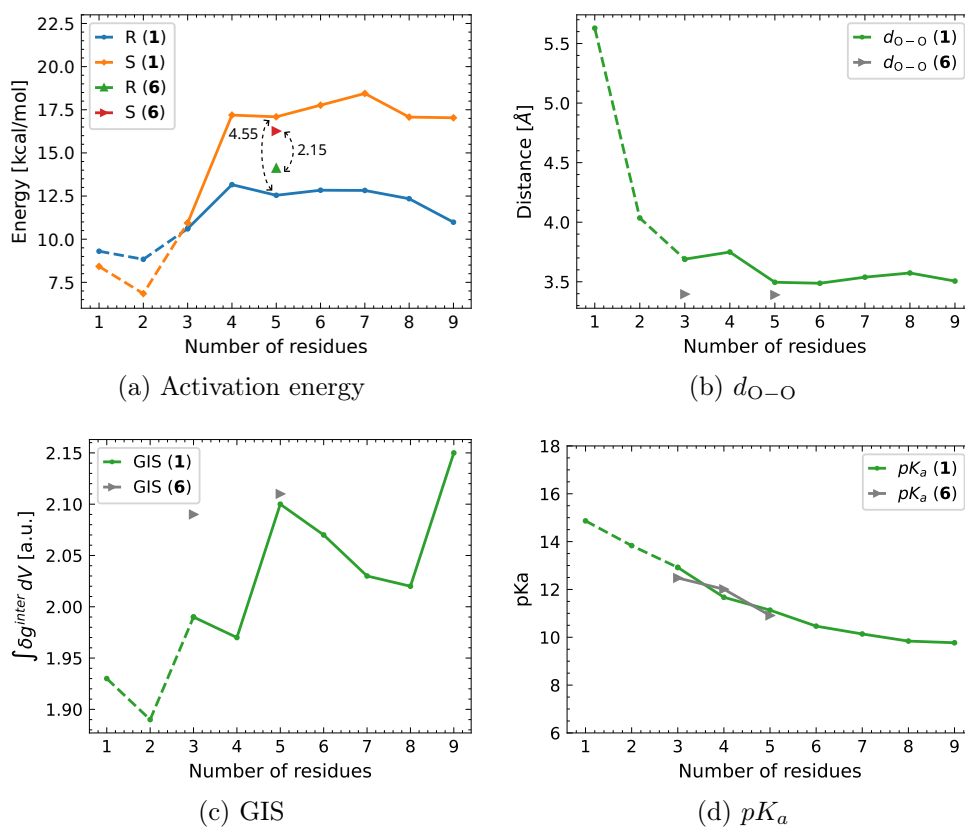 22.5
20.0
17.5
15.0
12.5
10.0
7.5
Energy [kcal/mol]
R (1)
S (1)
R (6)
S (6)
4.55
2.15
1 2 3 4 5 6 7 8 9
Number of residues
(a) Activation energy
5.5
5.0
4.5
4.0
3.5
Distance [Å]
d_{O−O} (1)
d_{O−O} (6)
1 2 3 4 5 6 7 8 9
Number of residues
(b) d_{O−O}
2.15
2.10
2.05
2.00
1.95
1.90
∫ δg^{inter} dV [a.u.]
GIS (1)
GIS (6)
1 2 3 4 5 6 7 8 9
Number of residues
(c) GIS
18
16
14
12
10
8
6
pKa
pK_a (1)
pK_a (6)
1 2 3 4 5 6 7 8 9
Number of residues
(d) pK_a